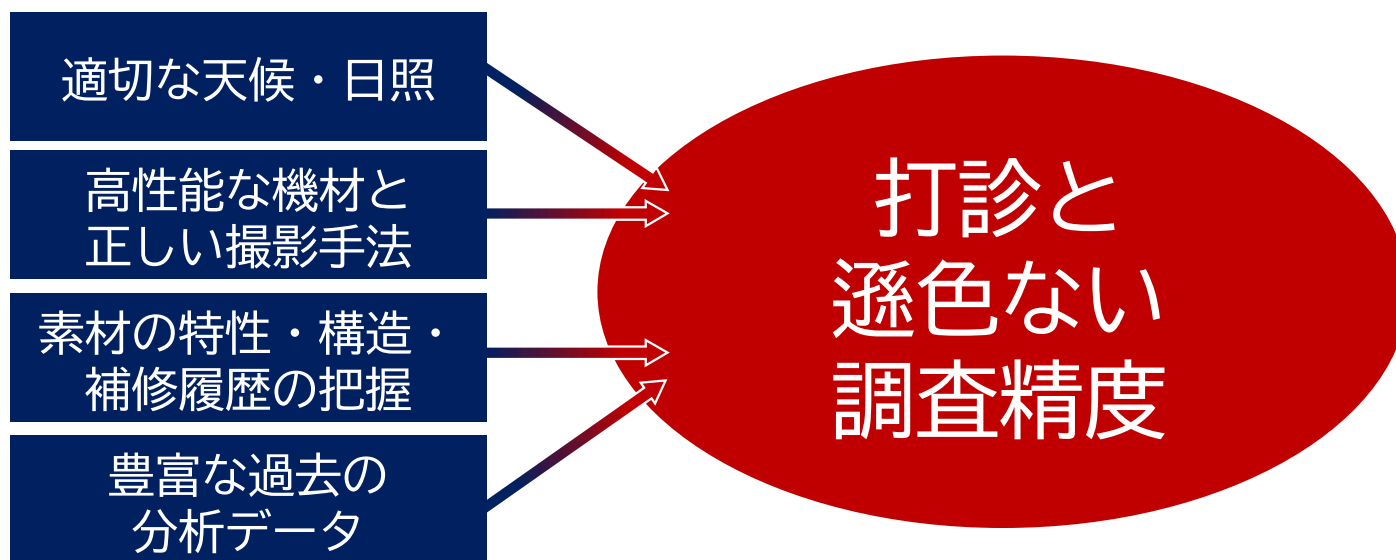 適切な天候・日照
高性能な機材と
正しい撮影手法
素材の特性・構造・
補修履歴の把握
豊富な過去の
分析データ
打診と
遜色ない
調査精度